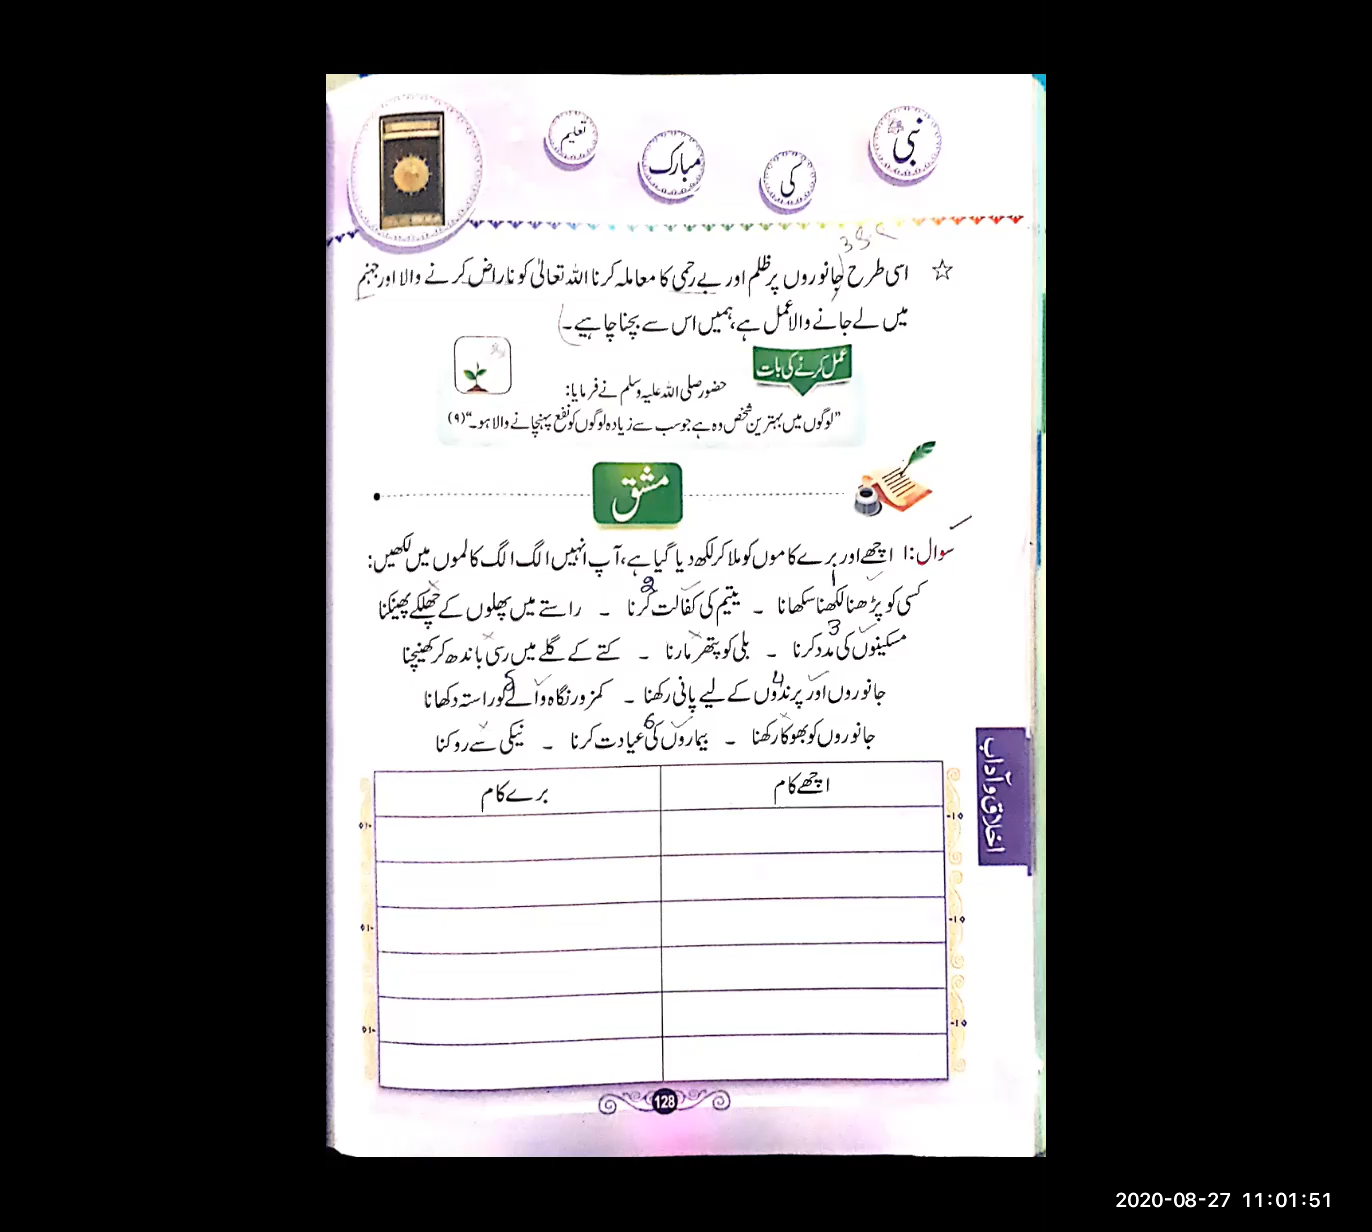 نبی ﷺ کی مبارک تعلیم
☆ اسی طرح جانوروں پر ظلم اور بے رحمی کا معاملہ کرنا اللہ تعالیٰ کو ناراض کرنے والا اور جہنم
میں لے جانے والا عمل ہے، ہمیں اس سے بچنا چاہیے۔
عمل کرنے کی بات
حضور صلی اللہ علیہ وسلم نے فرمایا:
”لوگوں میں بہترین شخص وہ ہے جو سب سے زیادہ لوگوں کو نفع پہنچانے والا ہو۔“(۹)
مشق
سوال:۱ اچھے اور برے کاموں کو ملا کر لکھ دیا گیا ہے، آپ انہیں الگ الگ کالموں میں لکھیں:
کسی کو پڑھنا لکھنا سکھانا ۔ یتیم کی کفالت کرنا ۔ راستے میں پھلوں کے چھلکے پھینکنا
مسکینوں کی مدد کرنا ۔ بلی کو پتھر مارنا ۔ کتے کے گلے میں رسی باندھ کر کھینچنا
جانوروں اور پرندوں کے لیے پانی رکھنا ۔ کمزور نگاہ والے کو راستہ دکھانا
جانوروں کو بھوکا رکھنا ۔ بیماروں کی عیادت کرنا ۔ نیکی سے روکنا
اچھے کام برے کام
اخلاق و آداب
128
2020-08-27 11:01:51